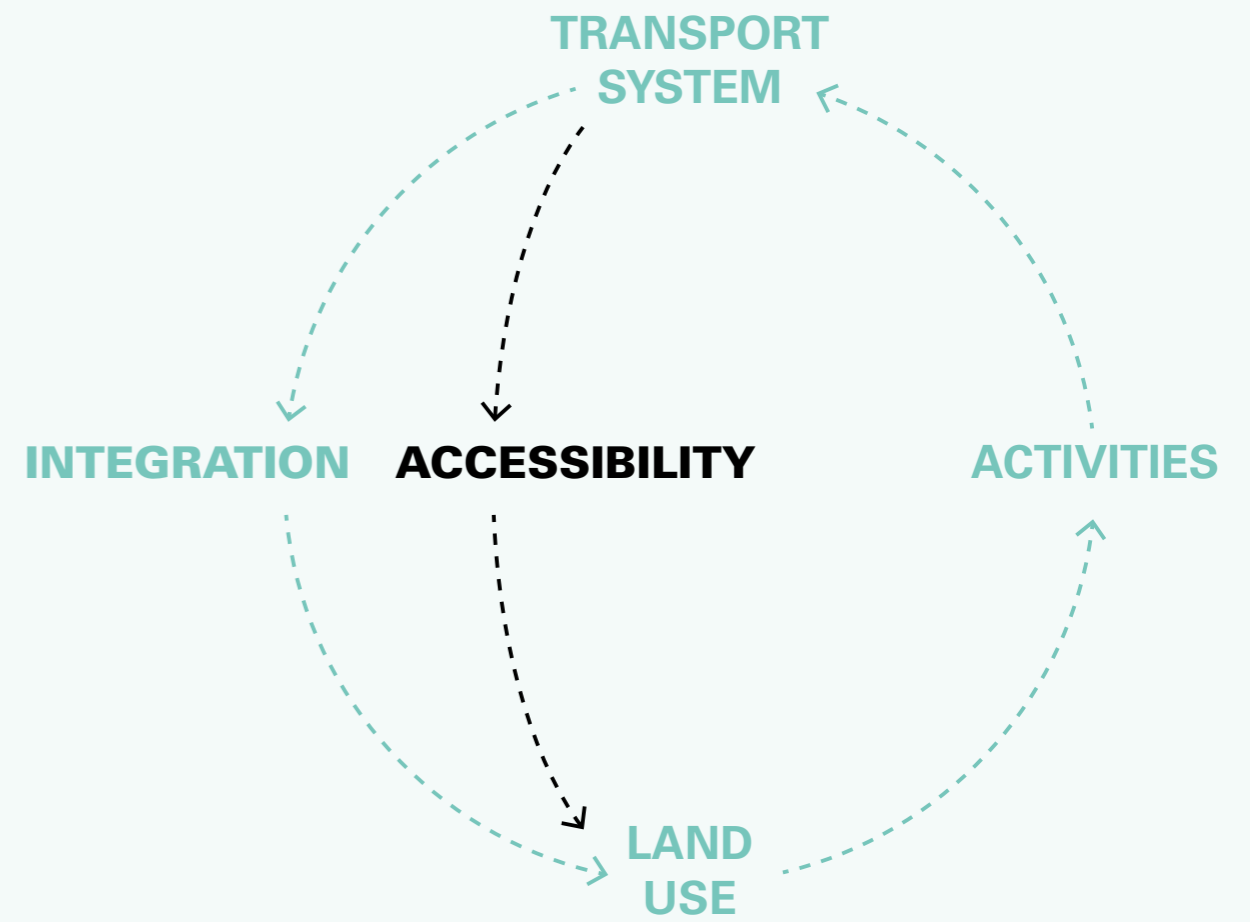 TRANSPORT
SYSTEM
INTEGRATION
ACCESSIBILITY
ACTIVITIES
LAND
USE